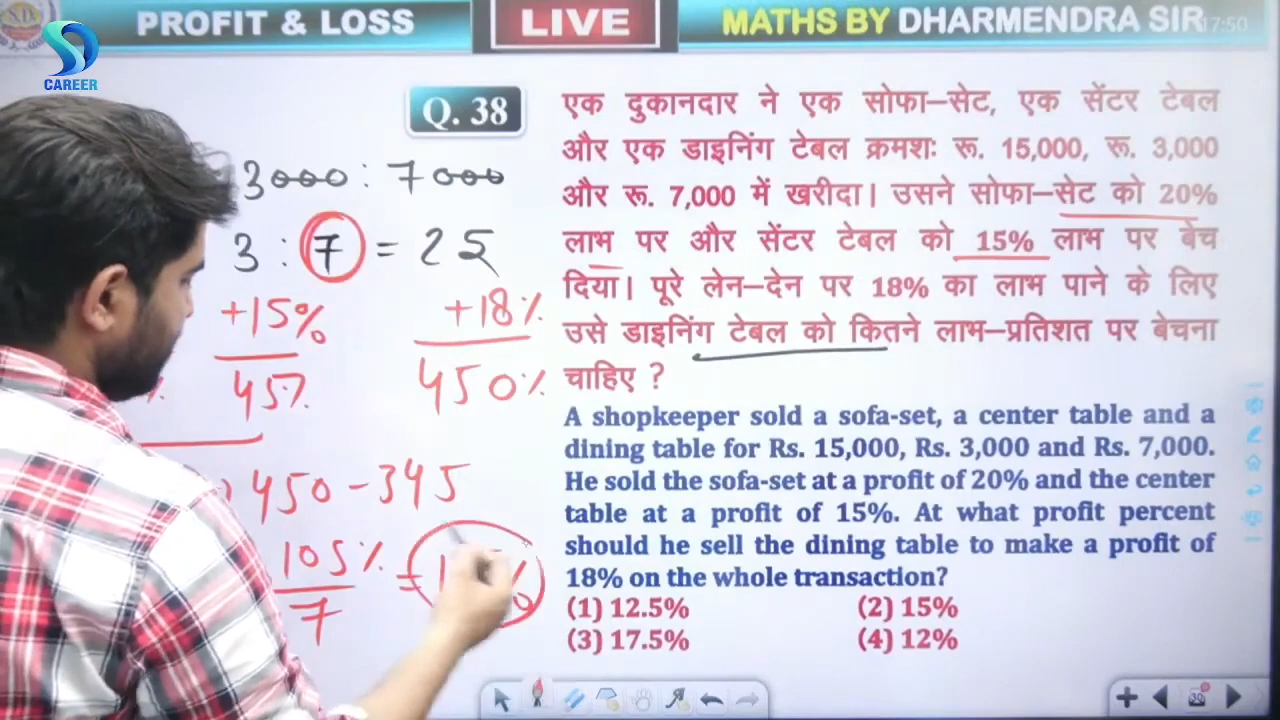 PROFIT & LOSS
LIVE
MATHS BY DHARMENDRA SIR
17:50
CAREER
Q. 38
3000 : 7000
3 : 7 = 25
+15%
+18%
45%
450%
450 - 345
105%
7
=
एक दुकानदार ने एक सोफा–सेट, एक सेंटर टेबल
और एक डाइनिंग टेबल क्रमशः रू. 15,000, रू. 3,000
और रू. 7,000 में खरीदा। उसने सोफा–सेट को 20%
लाभ पर और सेंटर टेबल को 15% लाभ पर बेच
दिया। पूरे लेन–देन पर 18% का लाभ पाने के लिए
उसे डाइनिंग टेबल को कितने लाभ–प्रतिशत पर बेचना
चाहिए ?
A shopkeeper sold a sofa-set, a center table and a
dining table for Rs. 15,000, Rs. 3,000 and Rs. 7,000.
He sold the sofa-set at a profit of 20% and the center
table at a profit of 15%. At what profit percent
should he sell the dining table to make a profit of
18% on the whole transaction?
(1) 12.5% (2) 15%
(3) 17.5% (4) 12%
30